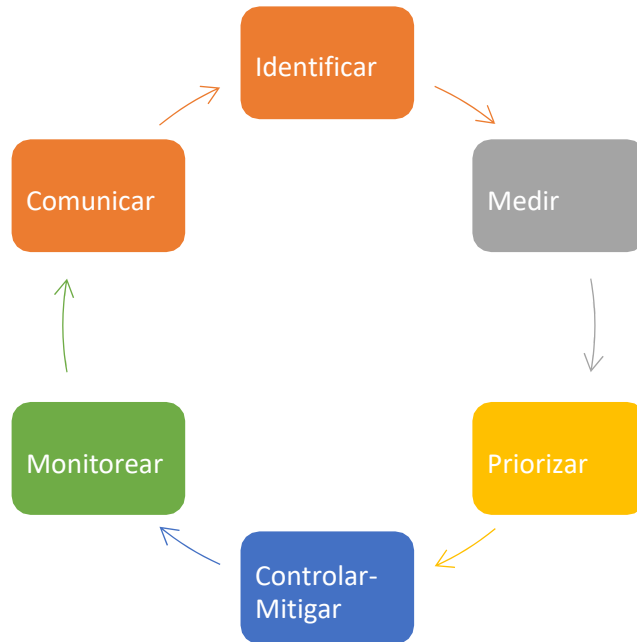 Identificar
Medir
Priorizar
Controlar-
Mitigar
Monitorear
Comunicar